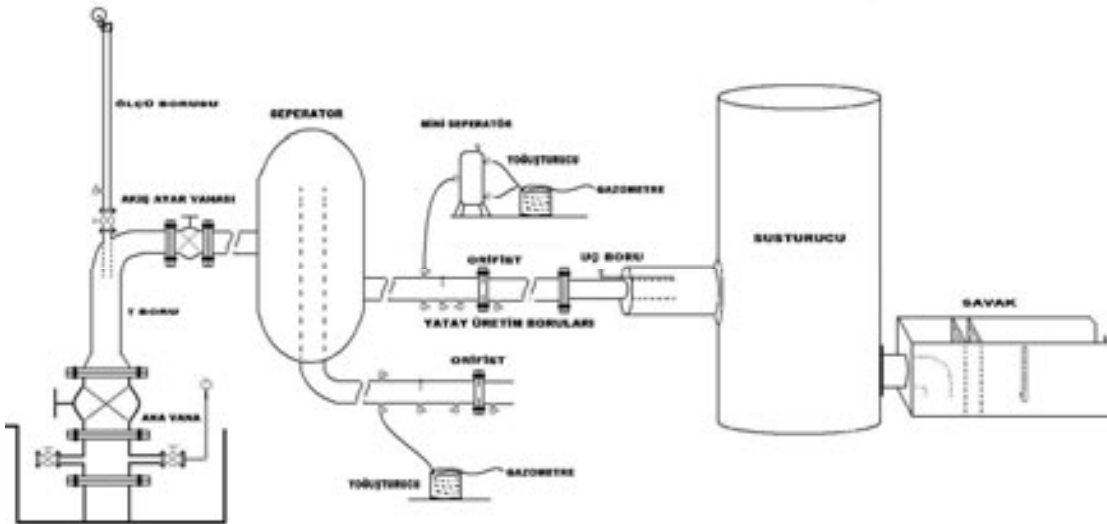 ÖLÇÜ BORUSU
SEPERATOR
MİNİ SEPERATÖR
YOĞUŞTURUCU
GAZOMETRE
AKIŞ AYAR VANASI
SUSTURUCU
ORİFİST
UÇ BORU
SAVAK
T BORU
YATAY ÜRETİM BORULARI
ORİFİST
ANA VANA
YOĞUŞTURUCU
GAZOMETRE